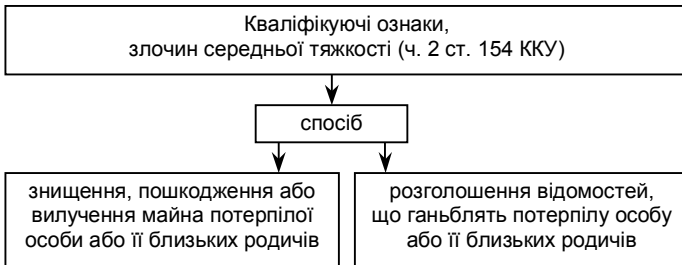 Кваліфікуючі ознаки,
злочин середньої тяжкості (ч. 2 ст. 154 ККУ)
спосіб
знищення, пошкодження або
вилучення майна потерпілої
особи або її близьких родичів
розголошення відомостей,
що ганьблять потерпілу особу
або її близьких родичів